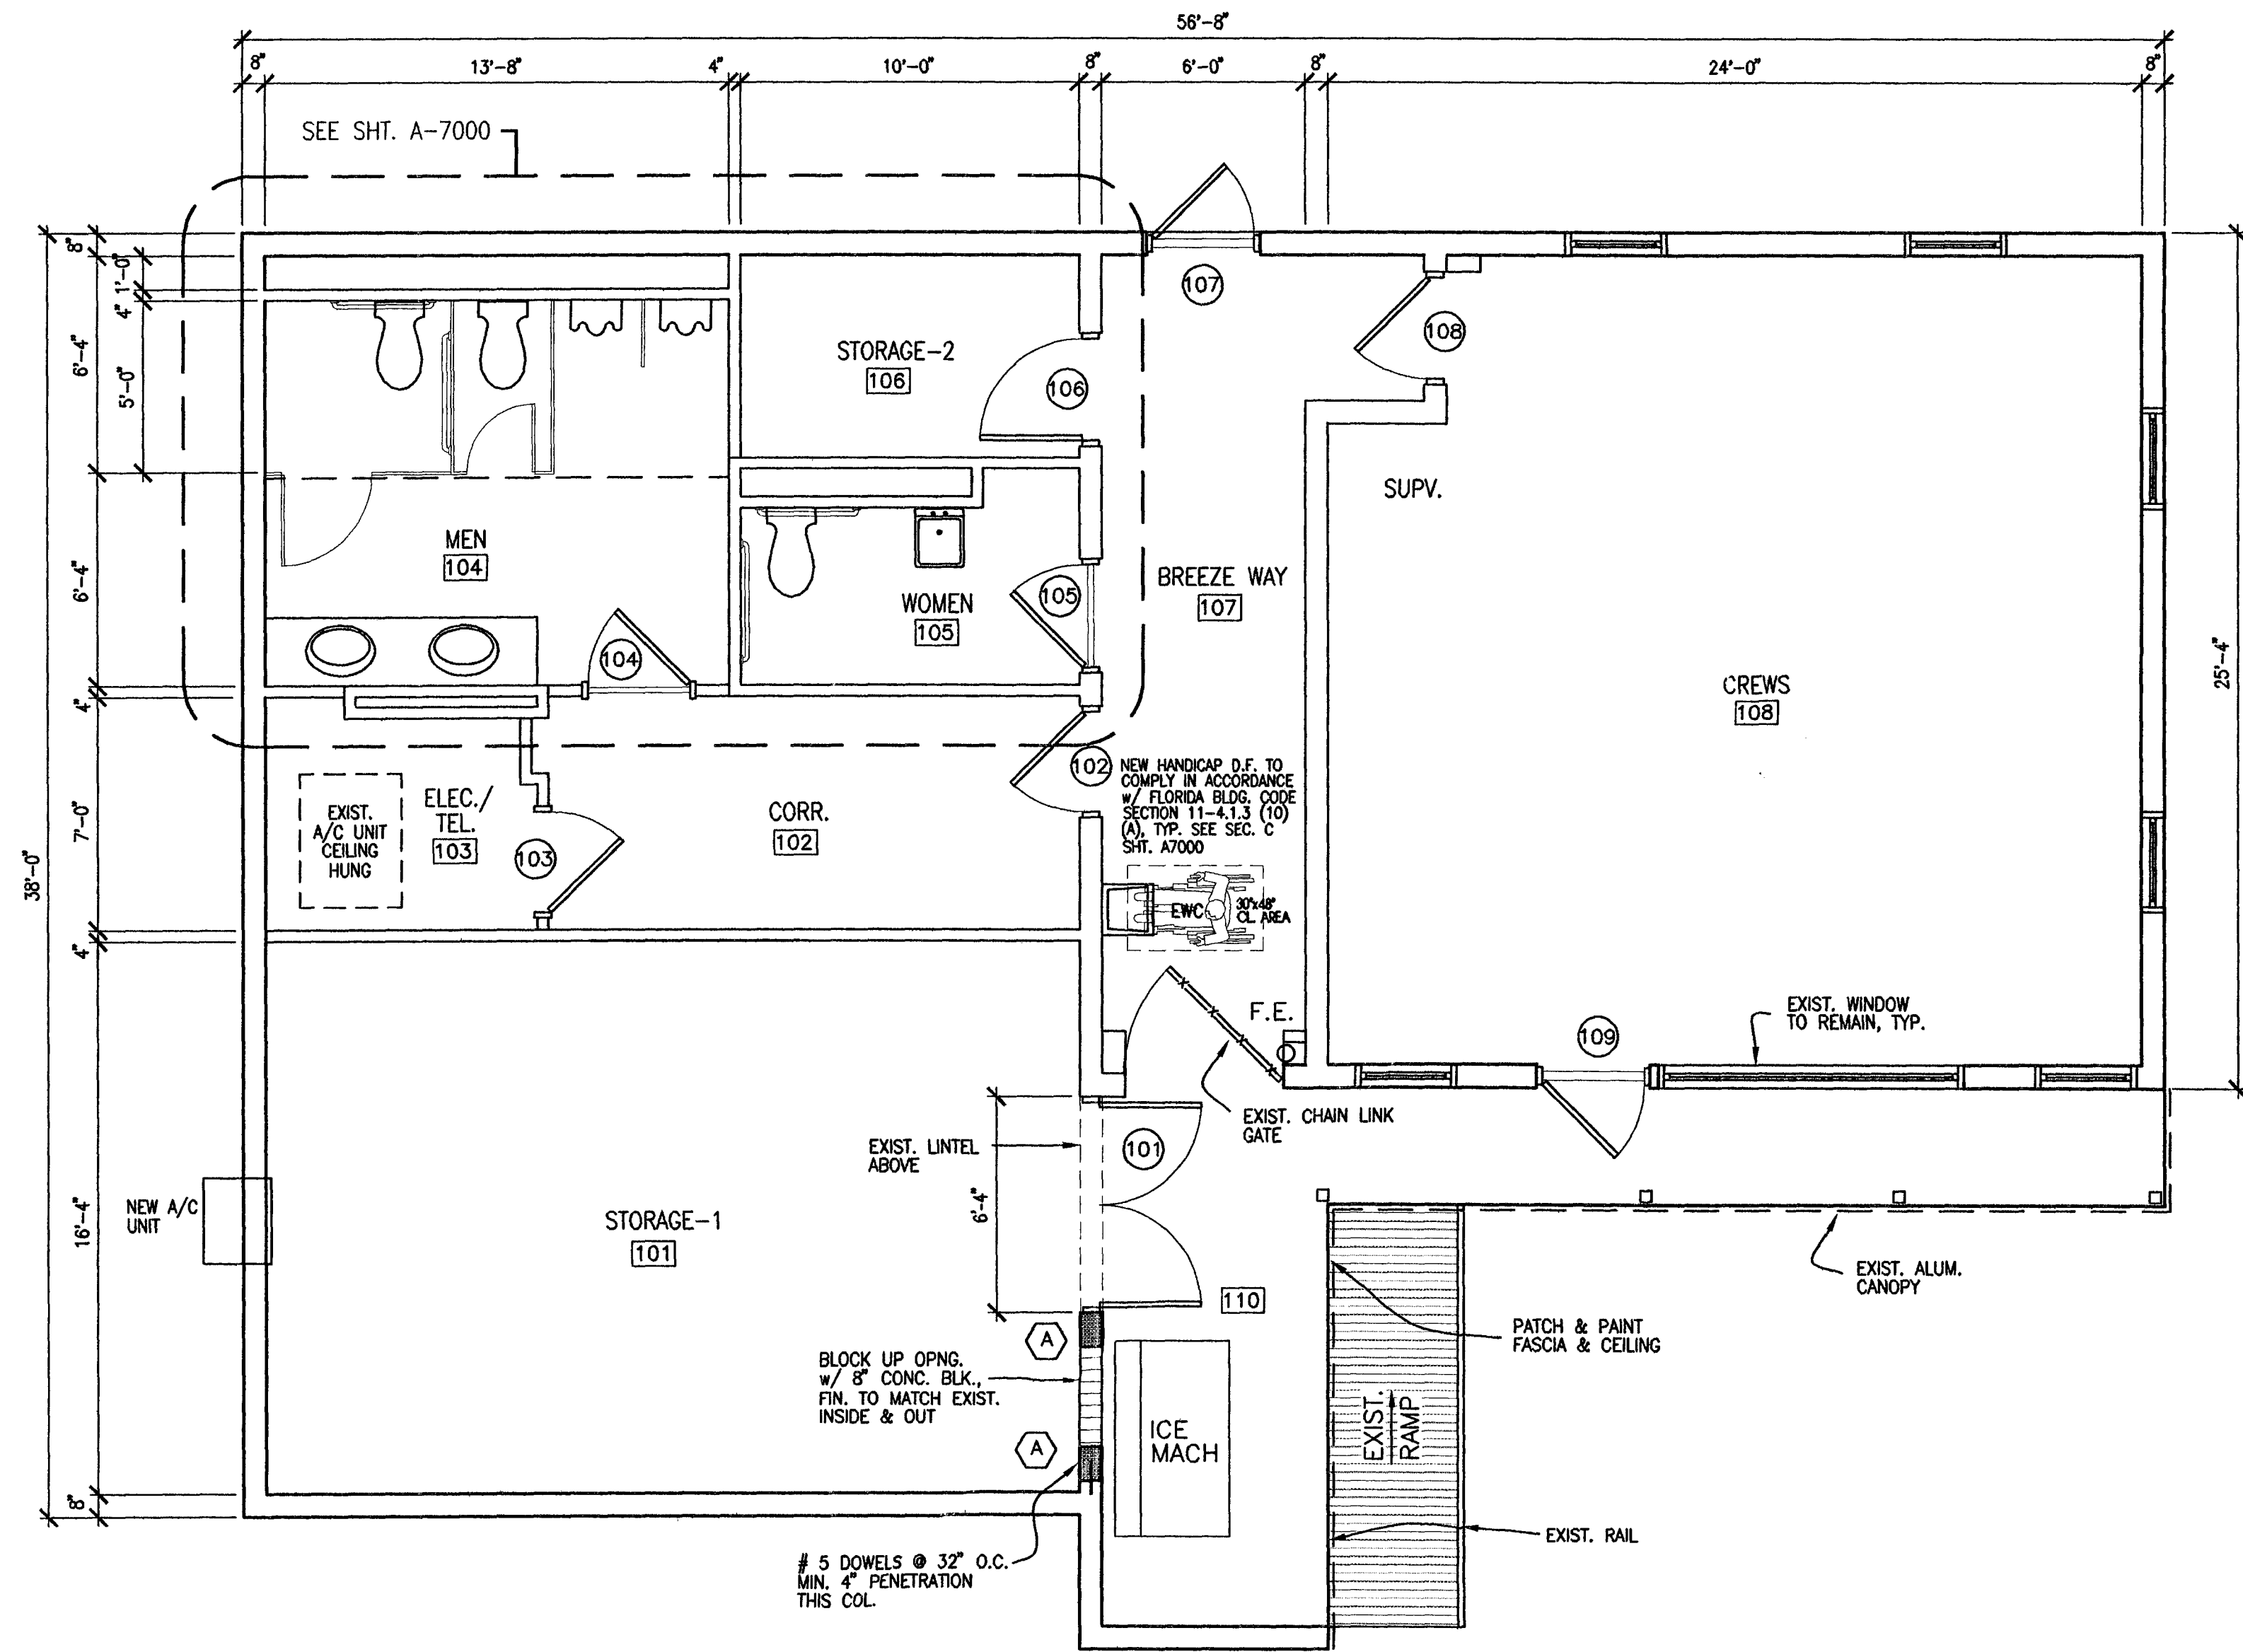 56'-8"
8"
13'-8"
4"
10'-0"
8"
6'-0"
8"
24'-0"
8"
SEE SHT. A-7000
8"
1'-0"
4"
6'-4"
5'-0"
6'-4"
4"
7'-0"
38'-0"
4"
16'-4"
8"
25'-4"
107
108
STORAGE-2
106
106
SUPV.
MEN
104
BREEZE WAY
107
WOMEN
105
105
104
CREWS
108
102
NEW HANDICAP D.F. TO
COMPLY IN ACCORDANCE
w/ FLORIDA BLDG. CODE
SECTION 11-4.1.3 (10)
(A), TYP. SEE SEC. C
SHT. A7000
EXIST.
A/C UNIT
CEILING
HUNG
ELEC./
TEL.
103
103
CORR.
102
EWC
30"x48"
CL. AREA
F.E.
109
EXIST. WINDOW
TO REMAIN, TYP.
EXIST. CHAIN LINK
GATE
EXIST. LINTEL
ABOVE
101
6'-4"
NEW A/C
UNIT
STORAGE-1
101
110
EXIST. ALUM.
CANOPY
PATCH & PAINT
FASCIA & CEILING
A
BLOCK UP OPNG.
w/ 8" CONC. BLK.,
FIN. TO MATCH EXIST.
INSIDE & OUT
A
ICE
MACH
EXIST.
RAMP
EXIST. RAIL
# 5 DOWELS @ 32" O.C.
MIN. 4" PENETRATION
THIS COL.